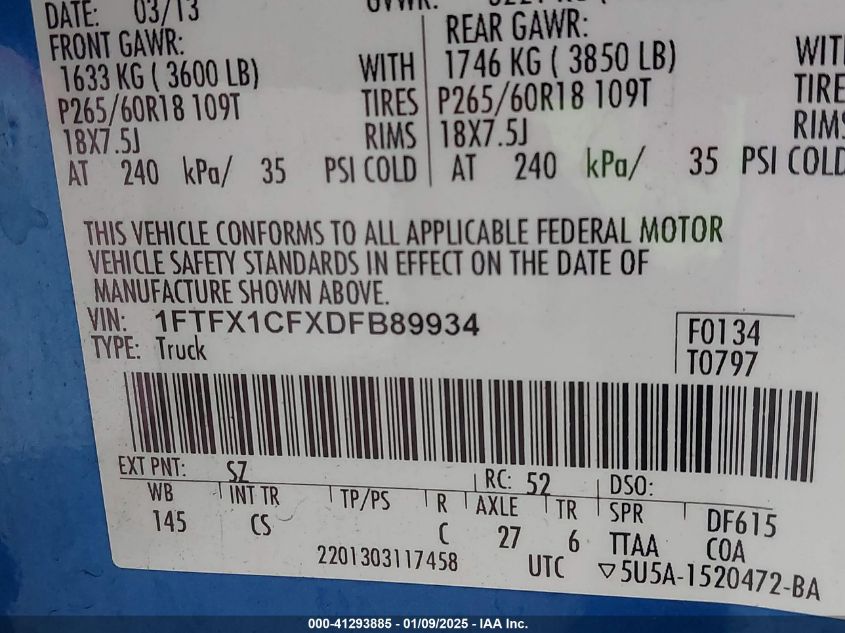 DATE: 03/13
FRONT GAWR: REAR GAWR:
1633 KG ( 3600 LB) WITH 1746 KG ( 3850 LB) WITH
P265/60R18 109T TIRES P265/60R18 109T TIRE
18X7.5J RIMS 18X7.5J RIMS
AT 240 kPa/ 35 PSI COLD AT 240 kPa/ 35 PSI COLD
THIS VEHICLE CONFORMS TO ALL APPLICABLE FEDERAL MOTOR
VEHICLE SAFETY STANDARDS IN EFFECT ON THE DATE OF
MANUFACTURE SHOWN ABOVE.
VIN: 1FTFX1CFXDFB89934 F0134
TYPE: Truck T0797
EXT PNT: SZ RC: 52 DSO:
WB INT TR TP/PS R AXLE TR SPR DF615
145 CS C 27 6 TTAA COA
2201303117458 UTC ▽5U5A-1520472-BA
000-41293885 - 01/09/2025 - IAA Inc.